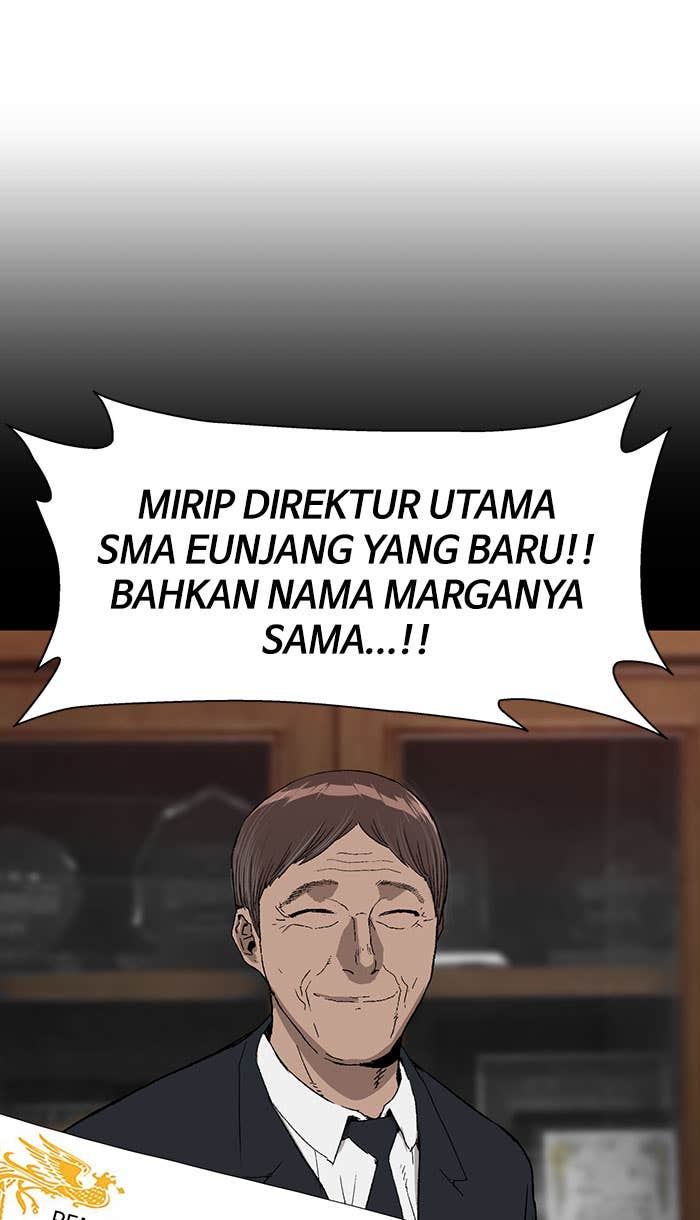 MIRIP DIREKTUR UTAMA
SMA EUNJANG YANG BARU!!
BAHKAN NAMA MARGANYA
SAMA...!!